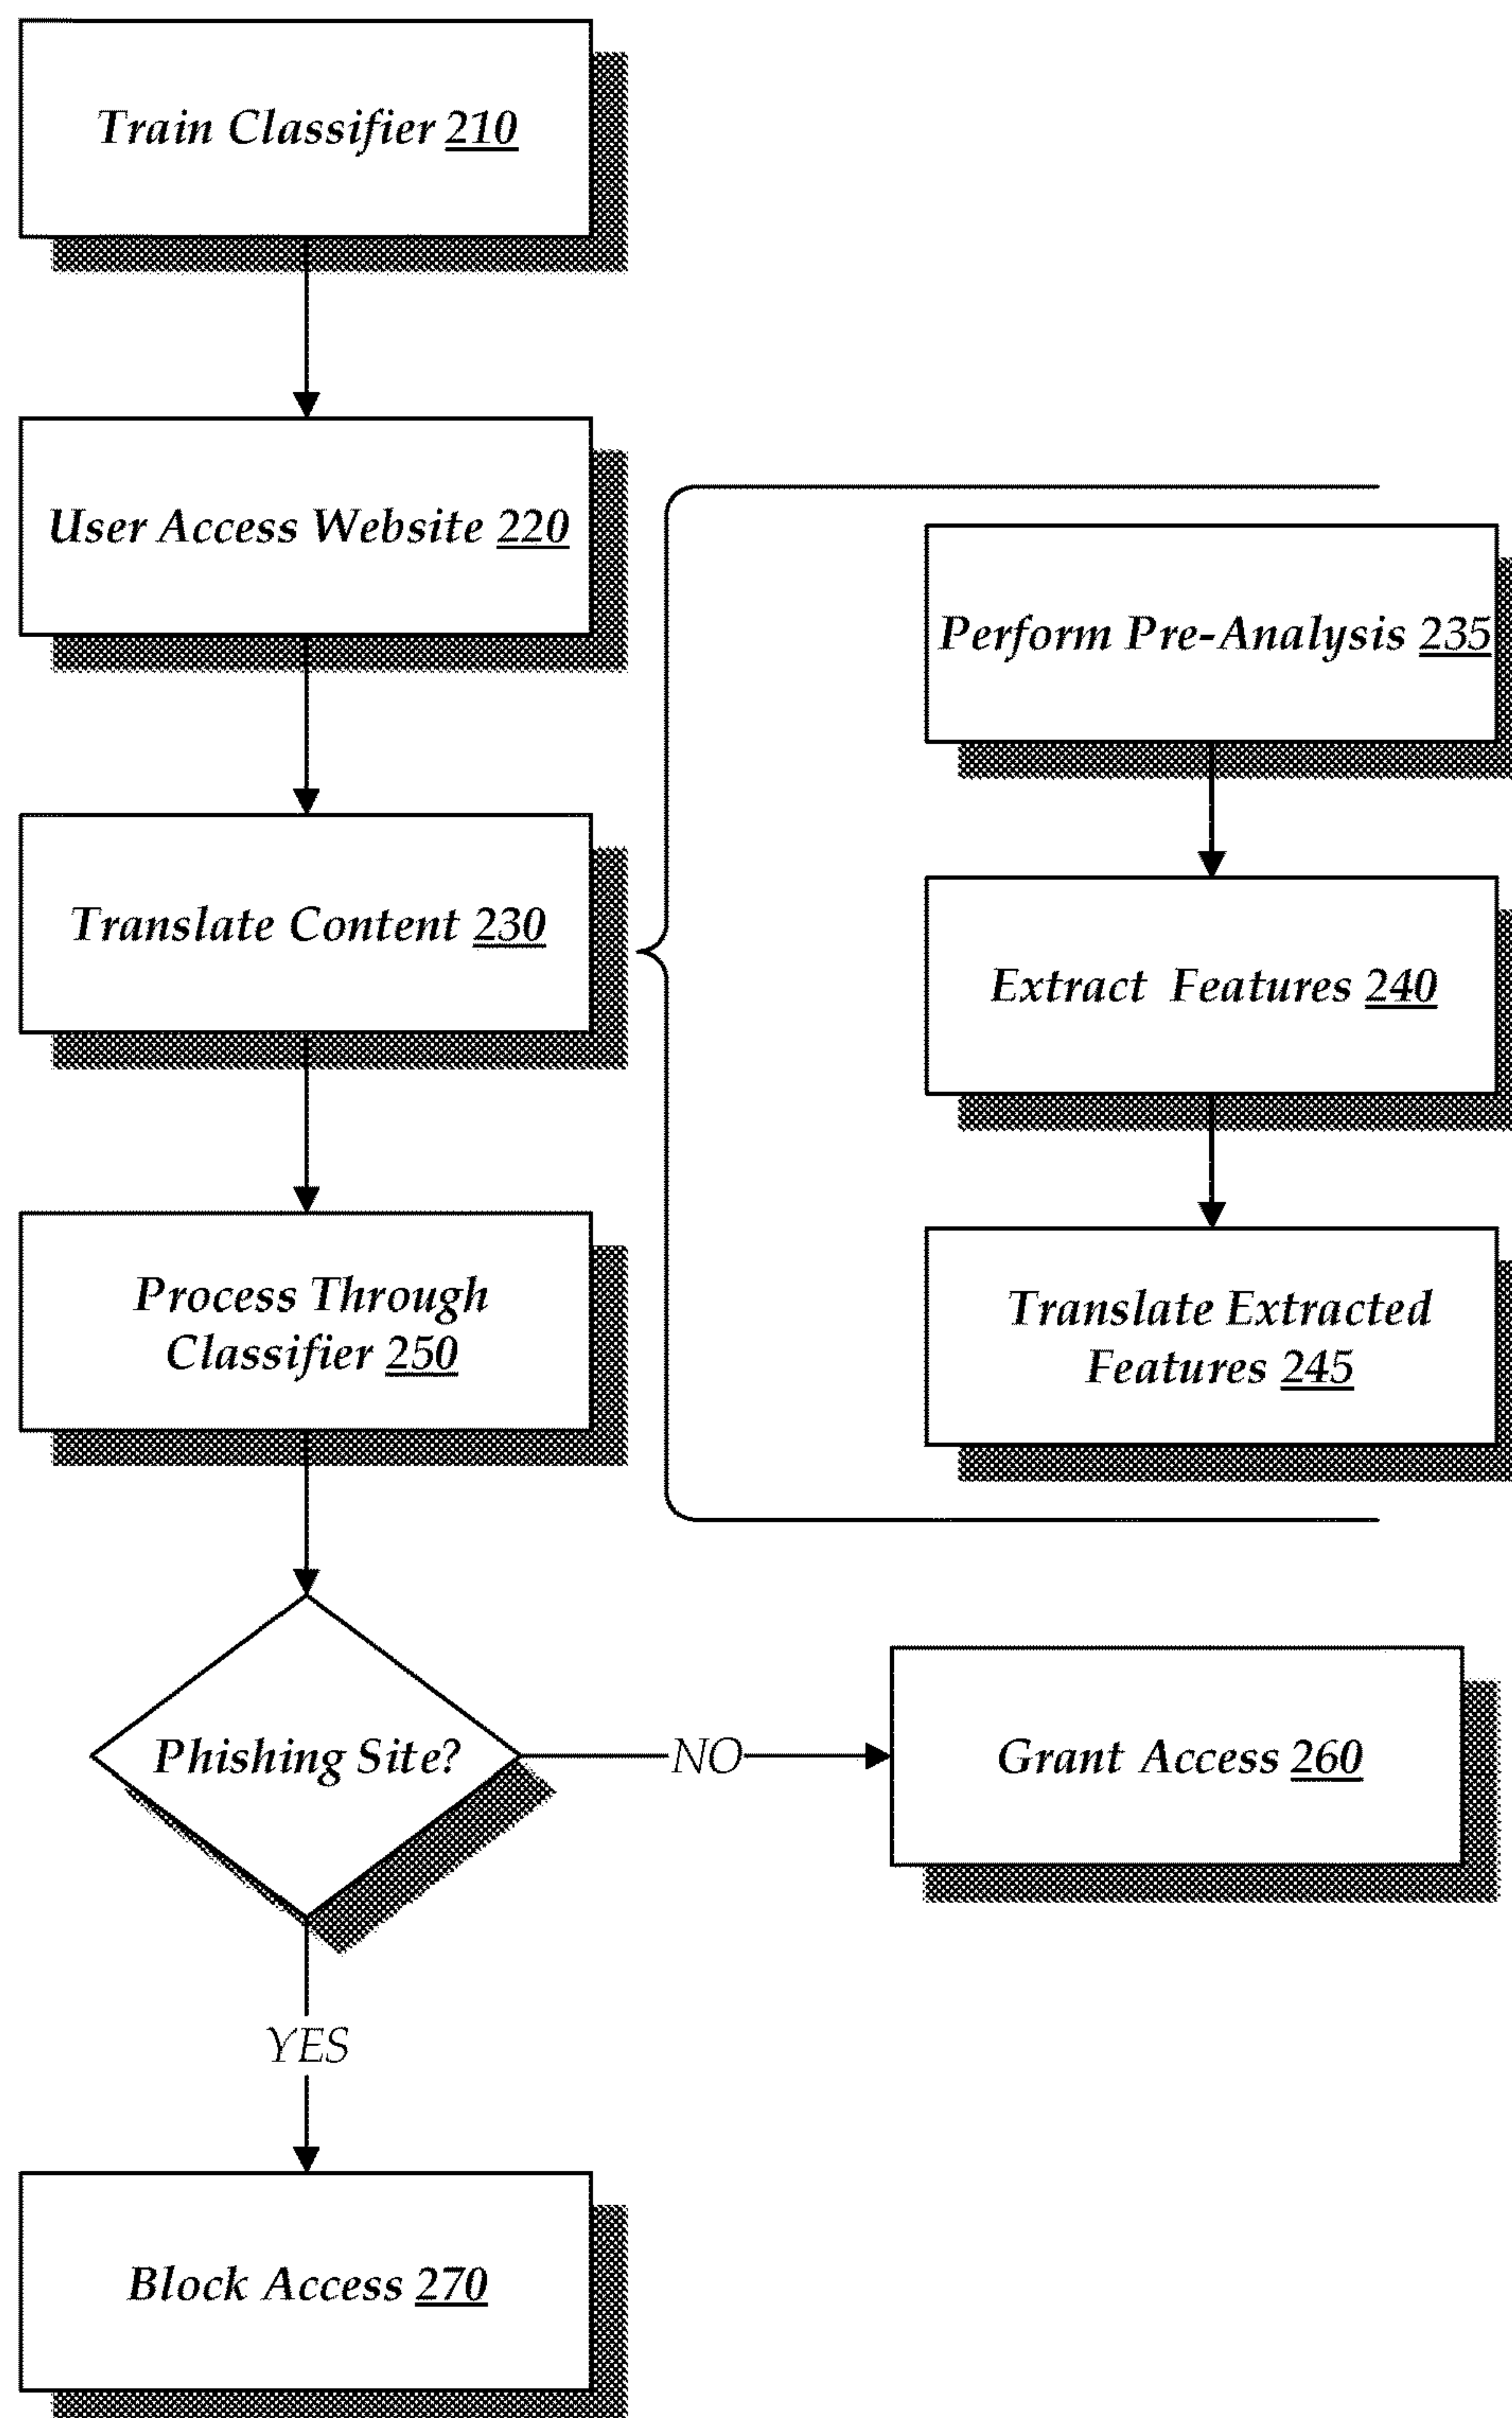 Train Classifier 210
User Access Website 220
Translate Content 230
Perform Pre-Analysis 235
Extract Features 240
Translate Extracted
Features 245
Process Through
Classifier 250
Phishing Site?
NO
Grant Access 260
YES
Block Access 270